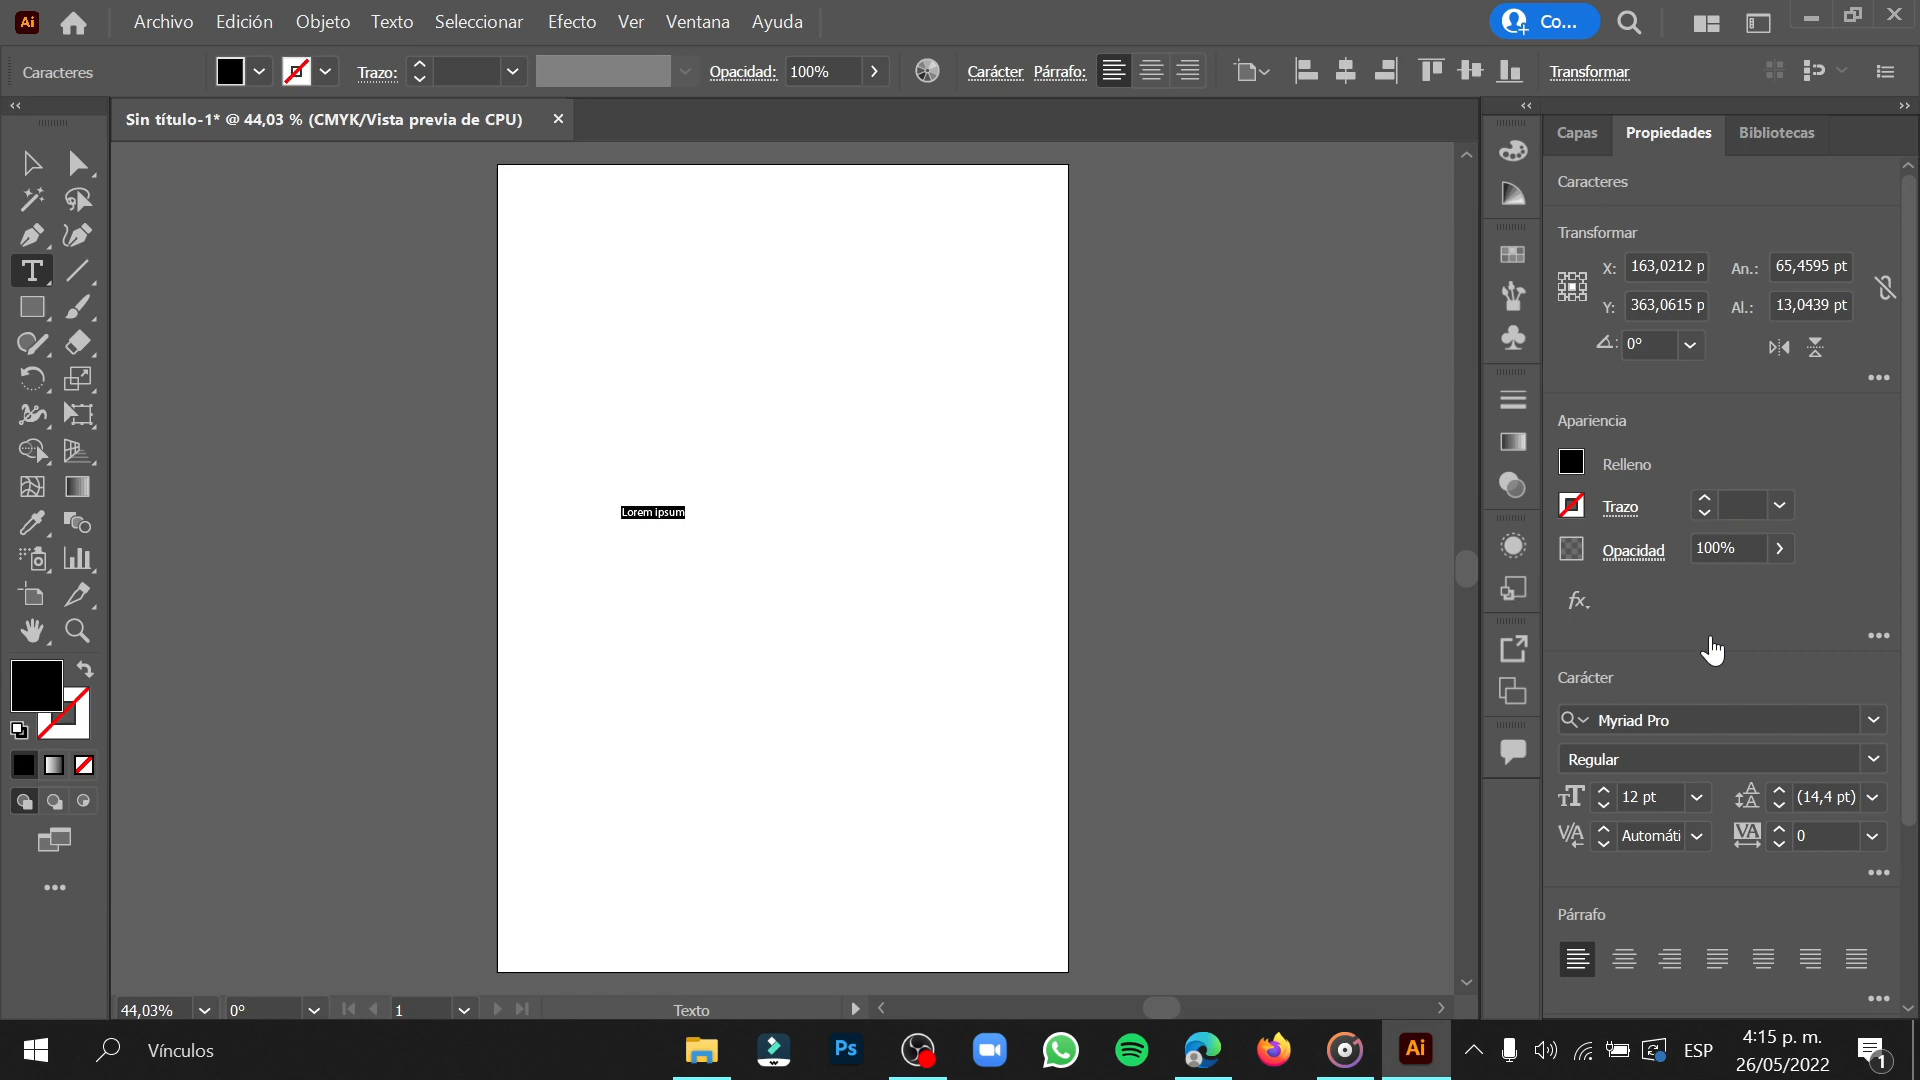 Ai Archivo Edición Objeto Texto Seleccionar Efecto Ver Ventana Ayuda Co...
Caracteres Trazo: Opacidad: 100% Carácter Párrafo: Transformar
Sin título-1* @ 44,03 % (CMYK/Vista previa de CPU)
Capas Propiedades Bibliotecas
Caracteres
Transformar
X: 163,0212 p An.: 65,4595 pt
Y: 363,0615 p Al.: 13,0439 pt
0°
Apariencia
Relleno
Trazo
Lorem ipsum
Opacidad 100%
fx.
Carácter
Myriad Pro
Regular
12 pt (14,4 pt)
Automáti 0
Párrafo
44,03% 0° 1 Texto
Vínculos
Ps
Ai
ESP
4:15 p. m.
26/05/2022
1